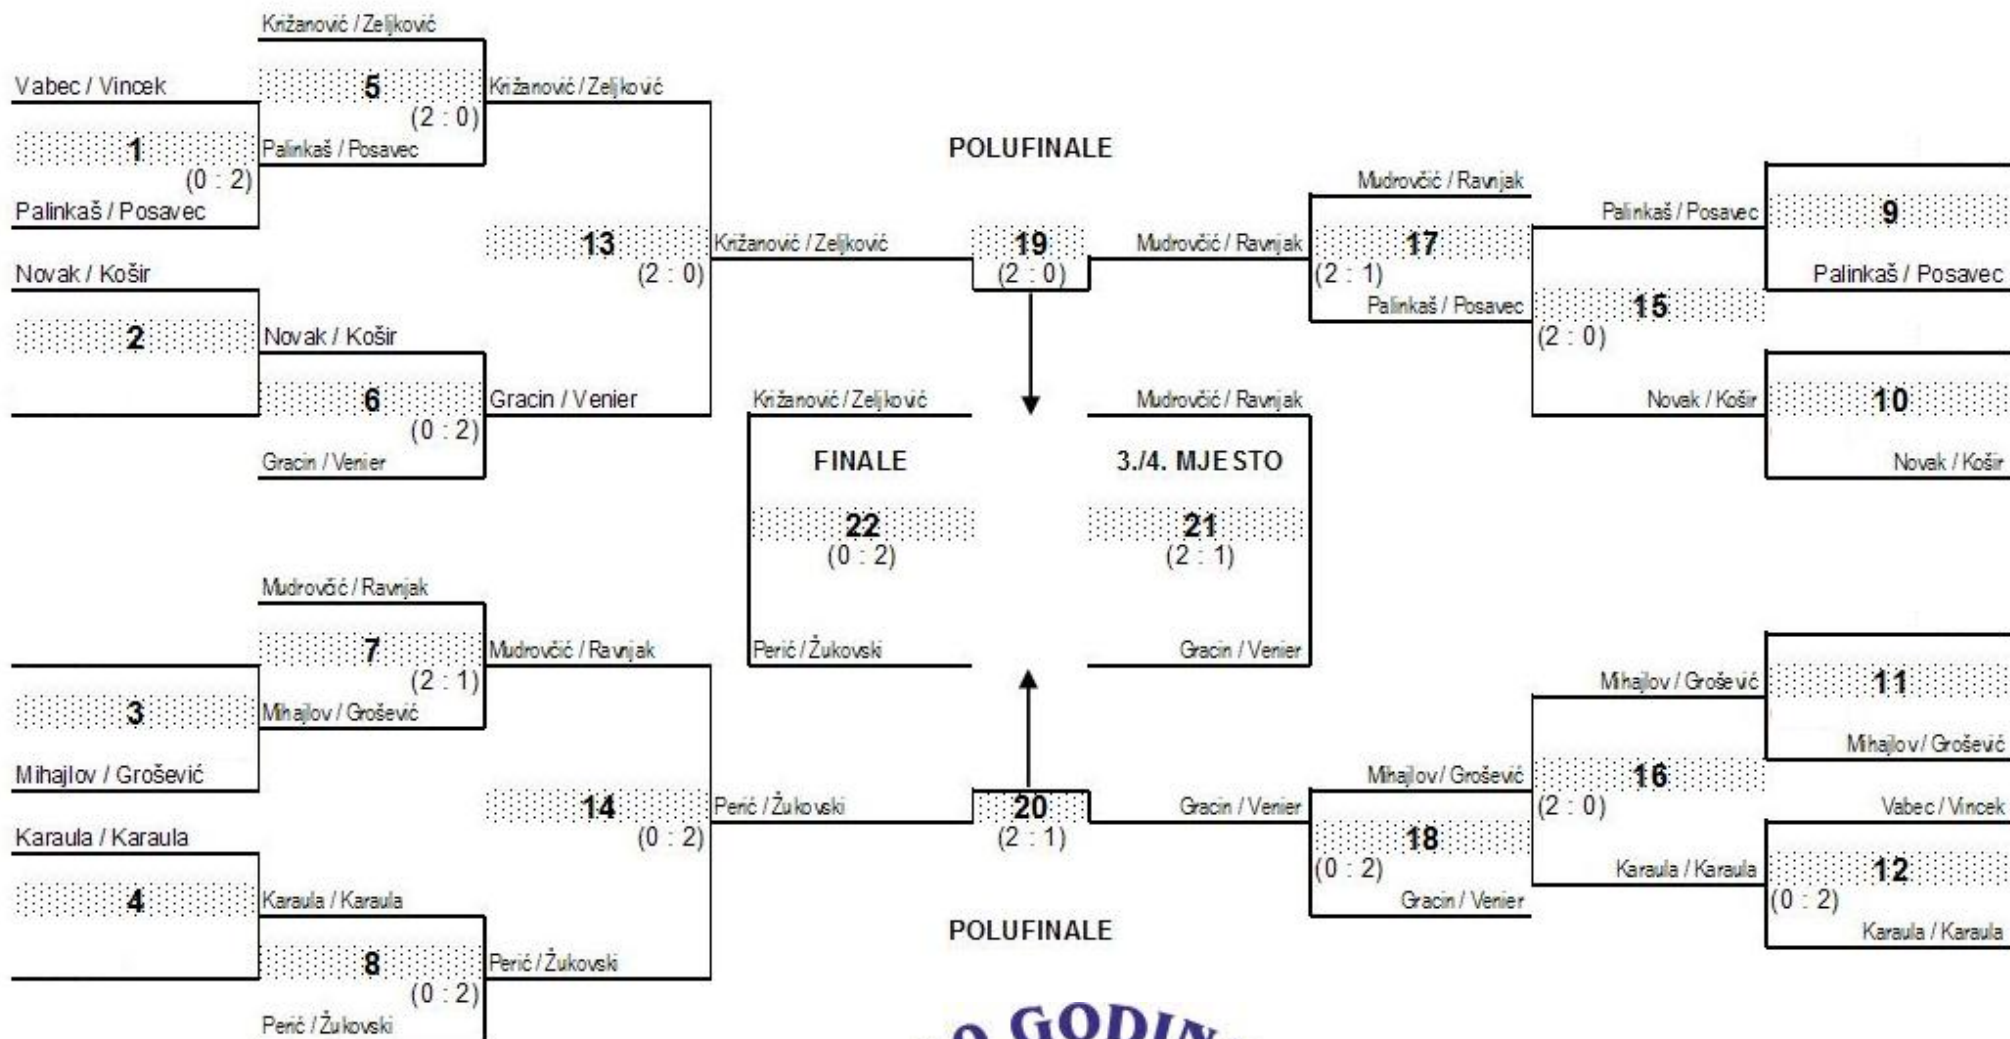 Križanović / Zeljković
Vabec / Vincek
5
(2 : 0)
Križanović / Zeljković
1
(0 : 2)
Palinkaš / Posavec
Palinkaš / Posavec
13
(2 : 0)
Novak / Košir
2
Novak / Košir
6
(0 : 2)
Gracin / Venier
Gracin / Venier
Križanović / Zeljković
POLUFINALE
19
(2 : 0)
Mudrovčić / Ravnjak
Mudrovčić / Ravnjak
17
(2 : 1)
Palinkaš / Posavec
Palinkaš / Posavec
9
Palinkaš / Posavec
15
(2 : 0)
Novak / Košir
10
Novak / Košir
Križanović / Zeljković
FINALE
22
(0 : 2)
Perić / Žukovski
Mudrovčić / Ravnjak
3./4. MJESTO
21
(2 : 1)
Gracin / Venier
Mudrovčić / Ravnjak
7
(2 : 1)
Mudrovčić / Ravnjak
3
Mihajlov / Grošević
Mihajlov / Grošević
14
(0 : 2)
Karaula / Karaula
4
Karaula / Karaula
8
(0 : 2)
Perić / Žukovski
Perić / Žukovski
Perić / Žukovski
20
(2 : 1)
POLUFINALE
Gracin / Venier
Mihajlov / Grošević
18
(0 : 2)
Gracin / Venier
Mihajlov / Grošević
11
Mihajlov / Grošević
16
(2 : 0)
Karaula / Karaula
Vabec / Vincek
12
(0 : 2)
Karaula / Karaula